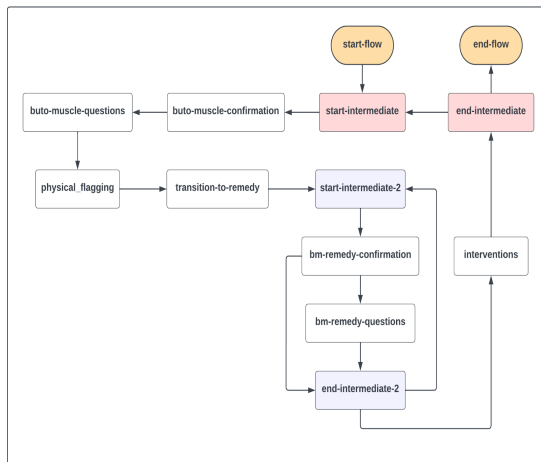 start-flow
end-flow
buto-muscle-questions
buto-muscle-confirmation
start-intermediate
end-intermediate
physical_flagging
transition-to-remedy
start-intermediate-2
bm-remedy-confirmation
interventions
bm-remedy-questions
end-intermediate-2